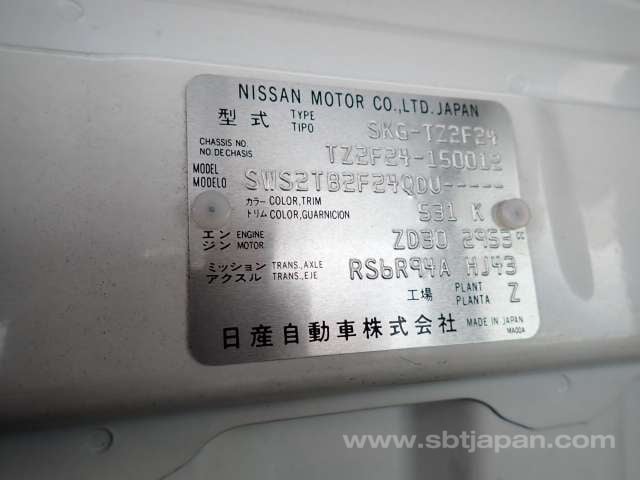 NISSAN MOTOR CO.,LTD. JAPAN
型式 TYPE TIPO SKG-TZ2F24
CHASSIS NO. NO DE CHASIS TZ2F24-150012
MODEL MODELO SWS2TB2F24QDU-----
カラー COLOR,TRIM
トリム COLOR,GUARNICION 531 K
エンジン ENGINE MOTOR ZD30 2953cc
ミッション TRANS.,AXLE
アクスル TRANS.,EJE RS6R94A HJ43
工場 PLANT PLANTA Z
日産自動車株式会社 MADE IN JAPAN
MA00A
www.sbtjapan.com